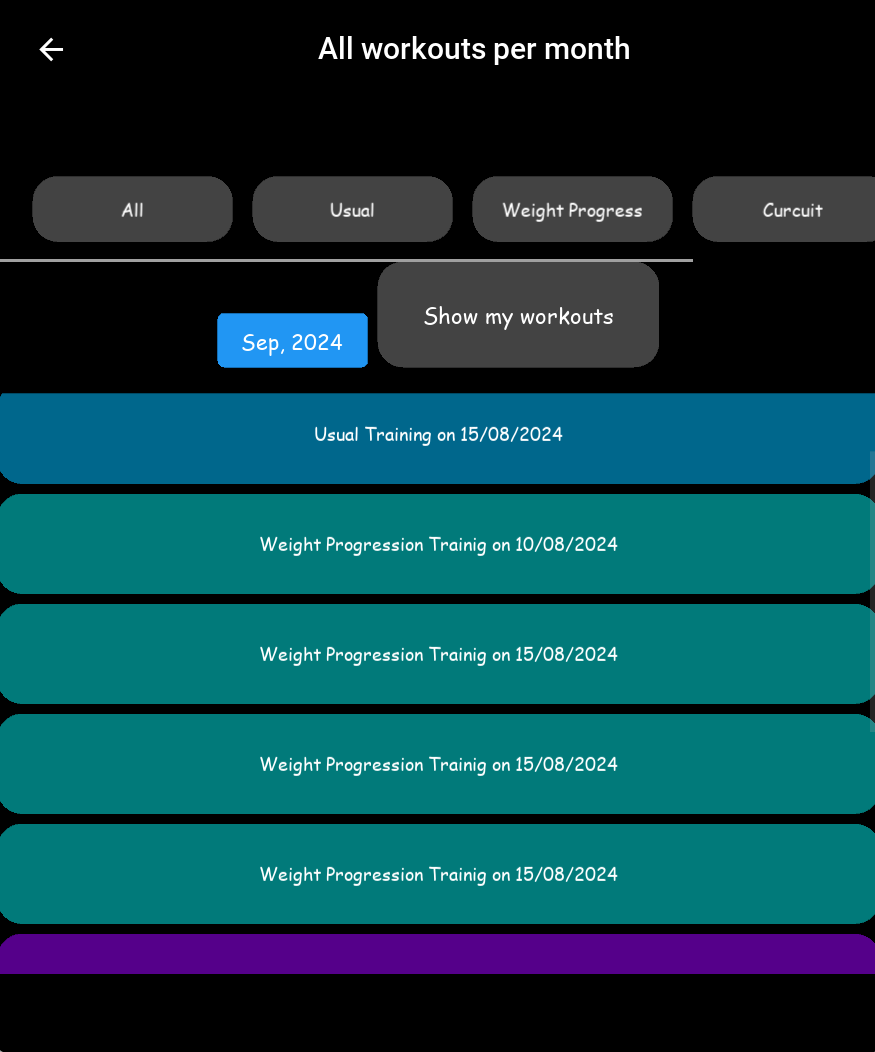 All workouts per month
All
Usual
Weight Progress
Curcuit
Show my workouts
Sep, 2024
Usual Training on 15/08/2024
Weight Progression Trainig on 10/08/2024
Weight Progression Trainig on 15/08/2024
Weight Progression Trainig on 15/08/2024
Weight Progression Trainig on 15/08/2024